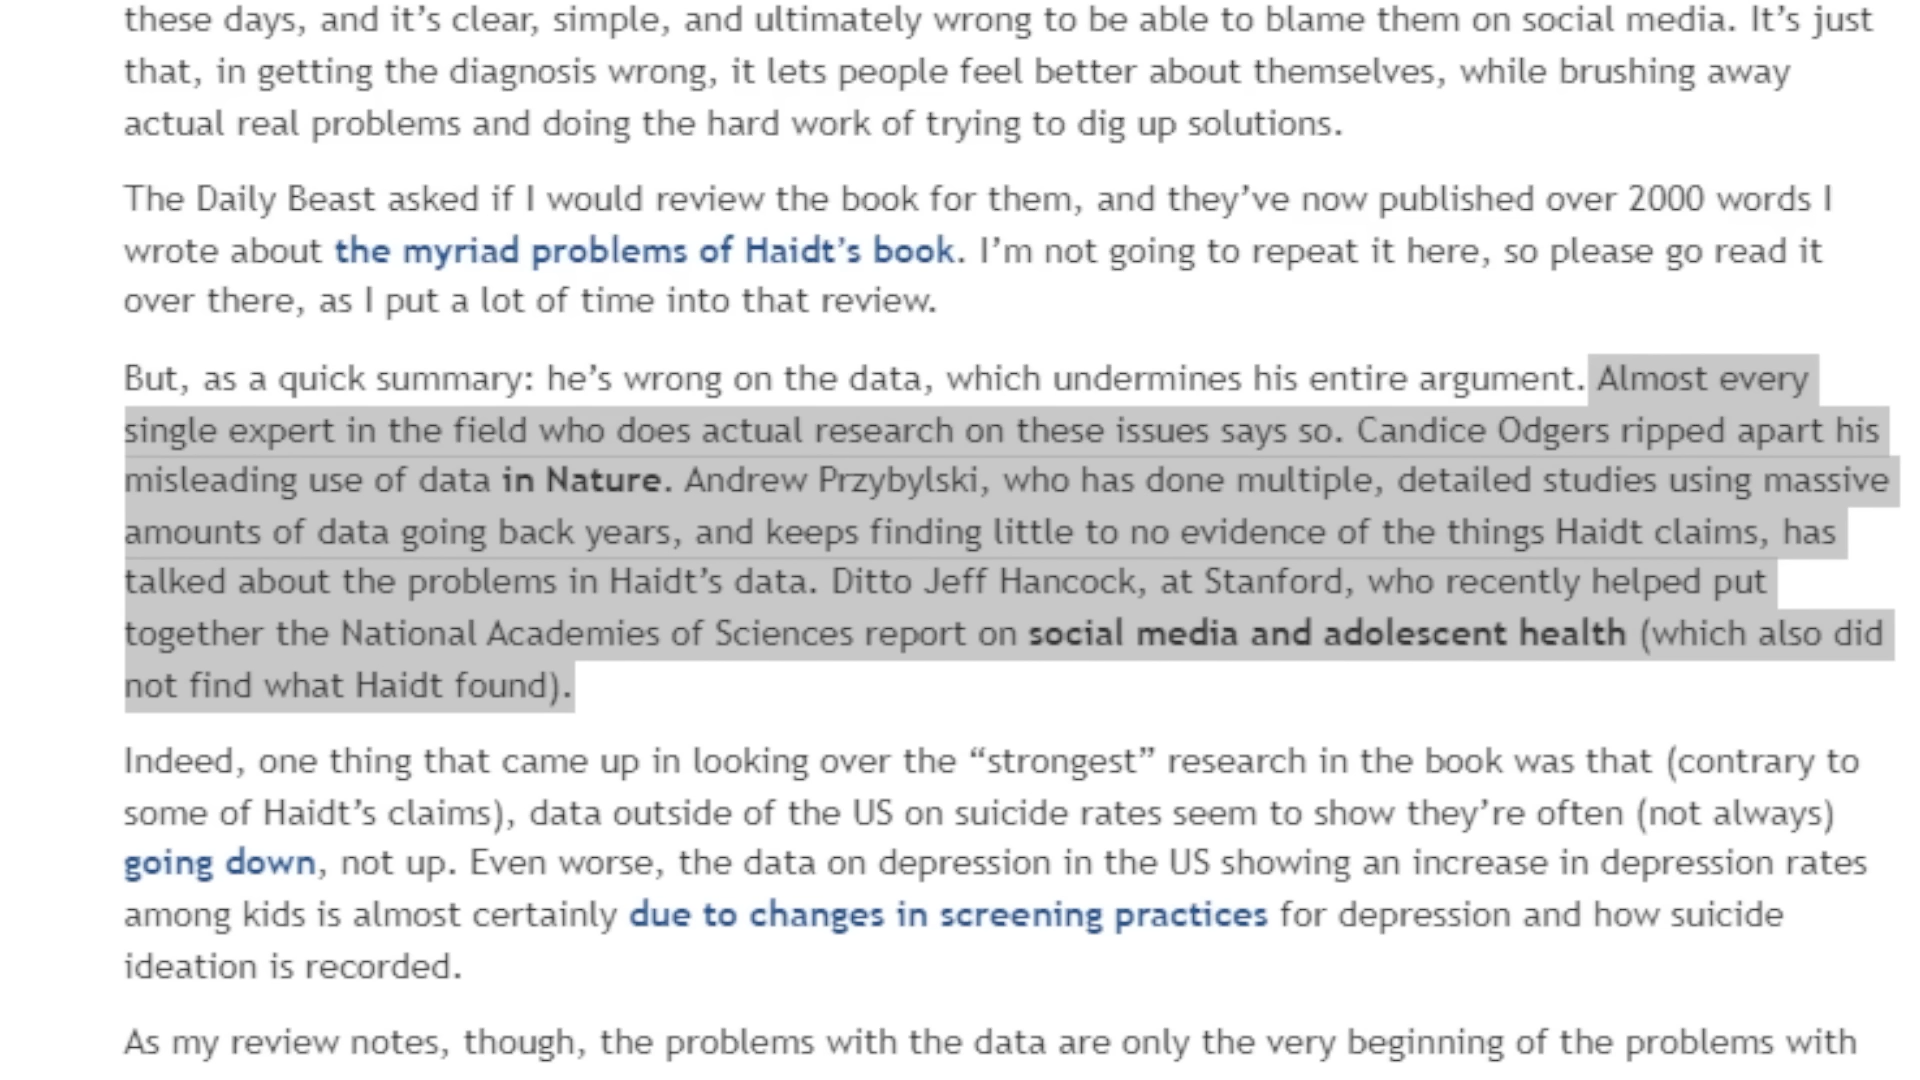 these days, and it’s clear, simple, and ultimately wrong to be able to blame them on social media. It’s just
that, in getting the diagnosis wrong, it lets people feel better about themselves, while brushing away
actual real problems and doing the hard work of trying to dig up solutions.
The Daily Beast asked if I would review the book for them, and they’ve now published over 2000 words I
wrote about the myriad problems of Haidt’s book. I’m not going to repeat it here, so please go read it
over there, as I put a lot of time into that review.
But, as a quick summary: he’s wrong on the data, which undermines his entire argument. Almost every
single expert in the field who does actual research on these issues says so. Candice Odgers ripped apart his
misleading use of data in Nature. Andrew Przybylski, who has done multiple, detailed studies using massive
amounts of data going back years, and keeps finding little to no evidence of the things Haidt claims, has
talked about the problems in Haidt’s data. Ditto Jeff Hancock, at Stanford, who recently helped put
together the National Academies of Sciences report on social media and adolescent health (which also did
not find what Haidt found).
Indeed, one thing that came up in looking over the “strongest” research in the book was that (contrary to
some of Haidt’s claims), data outside of the US on suicide rates seem to show they’re often (not always)
going down, not up. Even worse, the data on depression in the US showing an increase in depression rates
among kids is almost certainly due to changes in screening practices for depression and how suicide
ideation is recorded.
As my review notes, though, the problems with the data are only the very beginning of the problems with